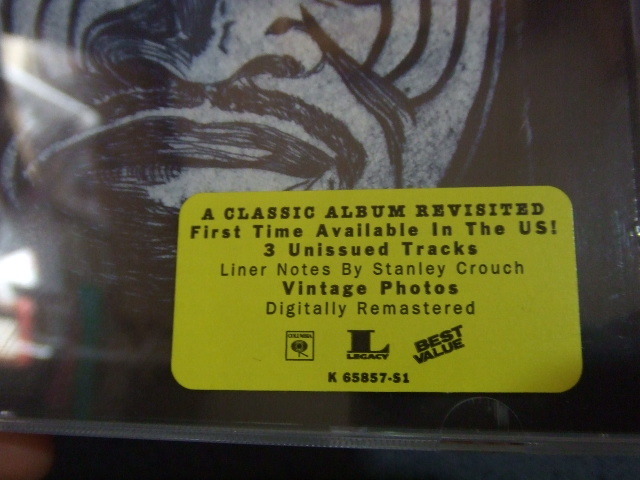 A CLASSIC ALBUM REVISITED
First Time Available In The US!
3 Unissued Tracks
Liner Notes By Stanley Crouch
Vintage Photos
Digitally Remastered
COLUMBIA
L
LEGACY
BEST
VALUE
K 65857-S1